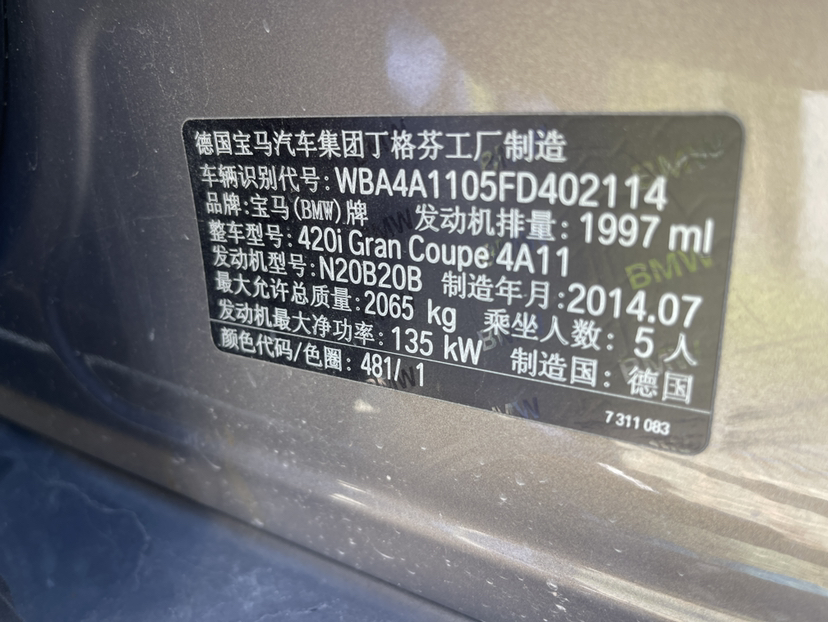 德国宝马汽车集团丁格芬工厂制造
车辆识别代号: WBA4A1105FD402114
品牌: 宝马(BMW)牌 发动机排量: 1997 ml
整车型号: 420i Gran Coupe 4A11
发动机型号: N20B20B 制造年月: 2014.07
最大允许总质量: 2065 kg 乘坐人数: 5 人
发动机最大净功率: 135 kW 制造国: 德国
颜色代码/色圈: 481/ 1
7 311 083